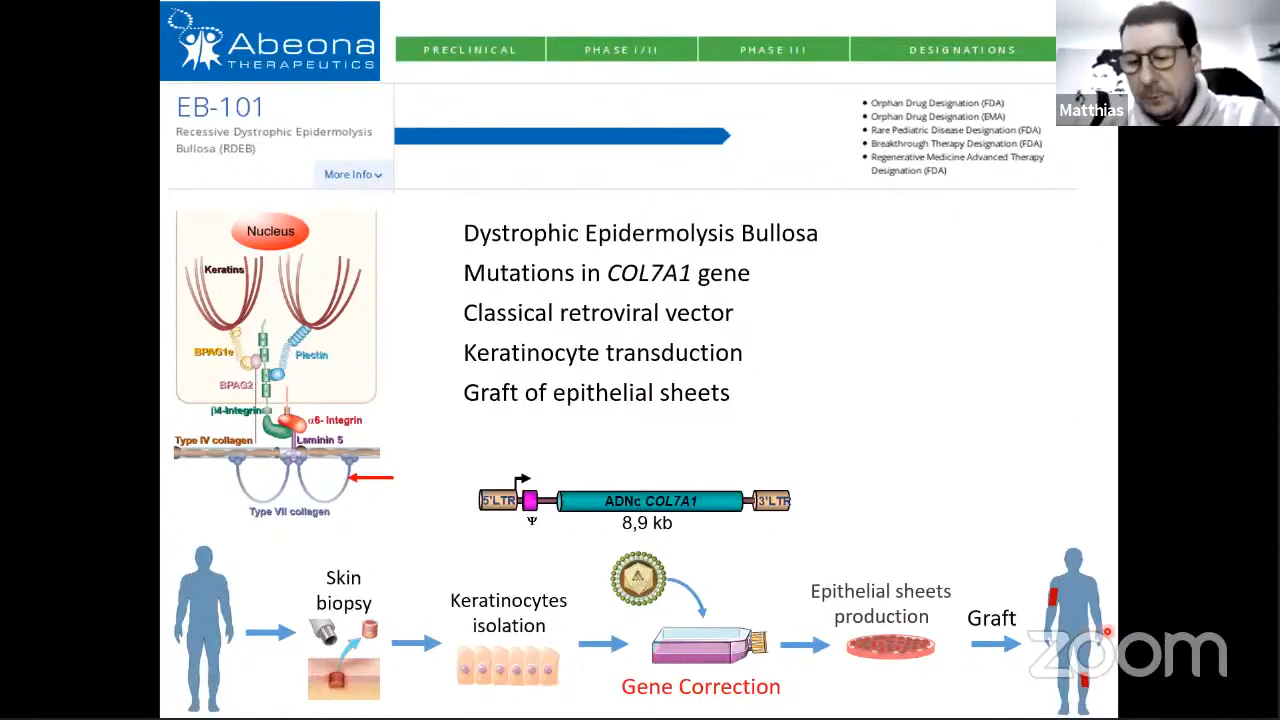 Abeona
THERAPEUTICS
PRECLINICAL
PHASE I/II
PHASE III
DESIGNATIONS
EB-101
Recessive Dystrophic Epidermolysis
Bullosa (RDEB)
More Info
• Orphan Drug Designation (FDA)
• Orphan Drug Designation (EMA)
• Rare Pediatric Disease Designation (FDA)
• Breakthrough Therapy Designation (FDA)
• Regenerative Medicine Advanced Therapy
Designation (FDA)
Matthias
Nucleus
Keratins
BPAG1e
Plectin
BPAG2
β4-Integrin
α6- Integrin
Type IV collagen
Laminin 5
Type VII collagen
Dystrophic Epidermolysis Bullosa
Mutations in COL7A1 gene
Classical retroviral vector
Keratinocyte transduction
Graft of epithelial sheets
5'LTR
Ψ
ADNc COL7A1
3'LTR
8,9 kb
Skin
biopsy
Keratinocytes
isolation
Gene Correction
Epithelial sheets
production
Graft
zoom